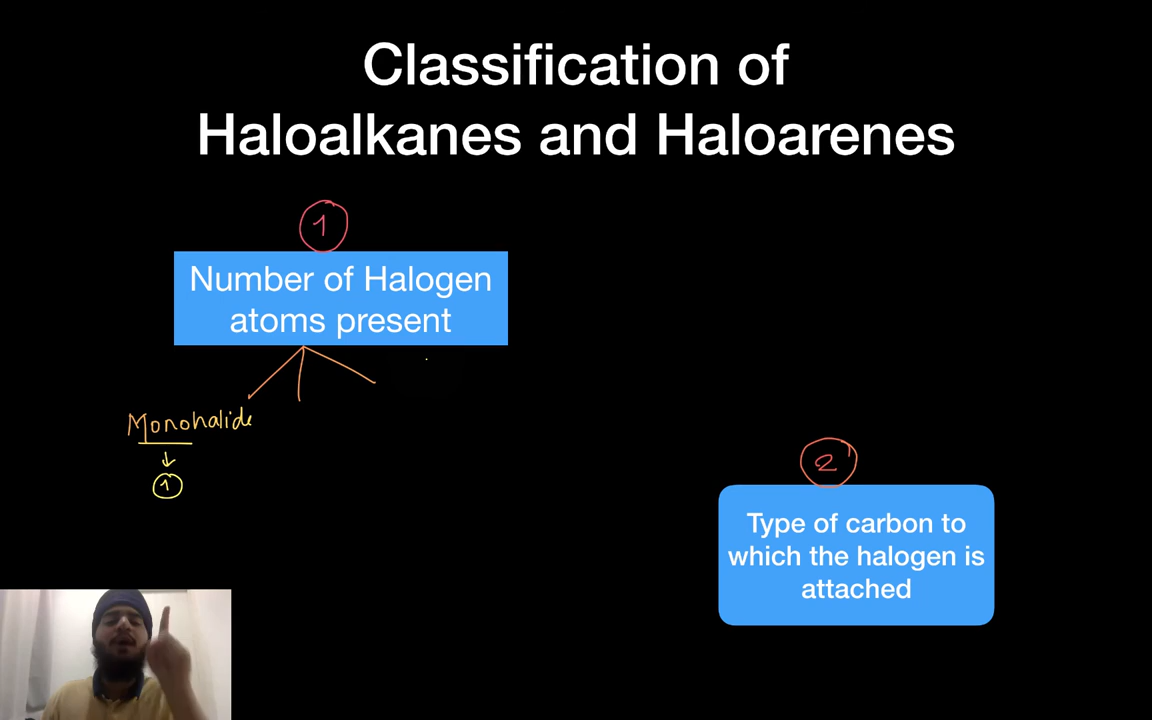 Classification of
Haloalkanes and Haloarenes
1
Number of Halogen
atoms present
Monohalide
1
2
Type of carbon to
which the halogen is
attached